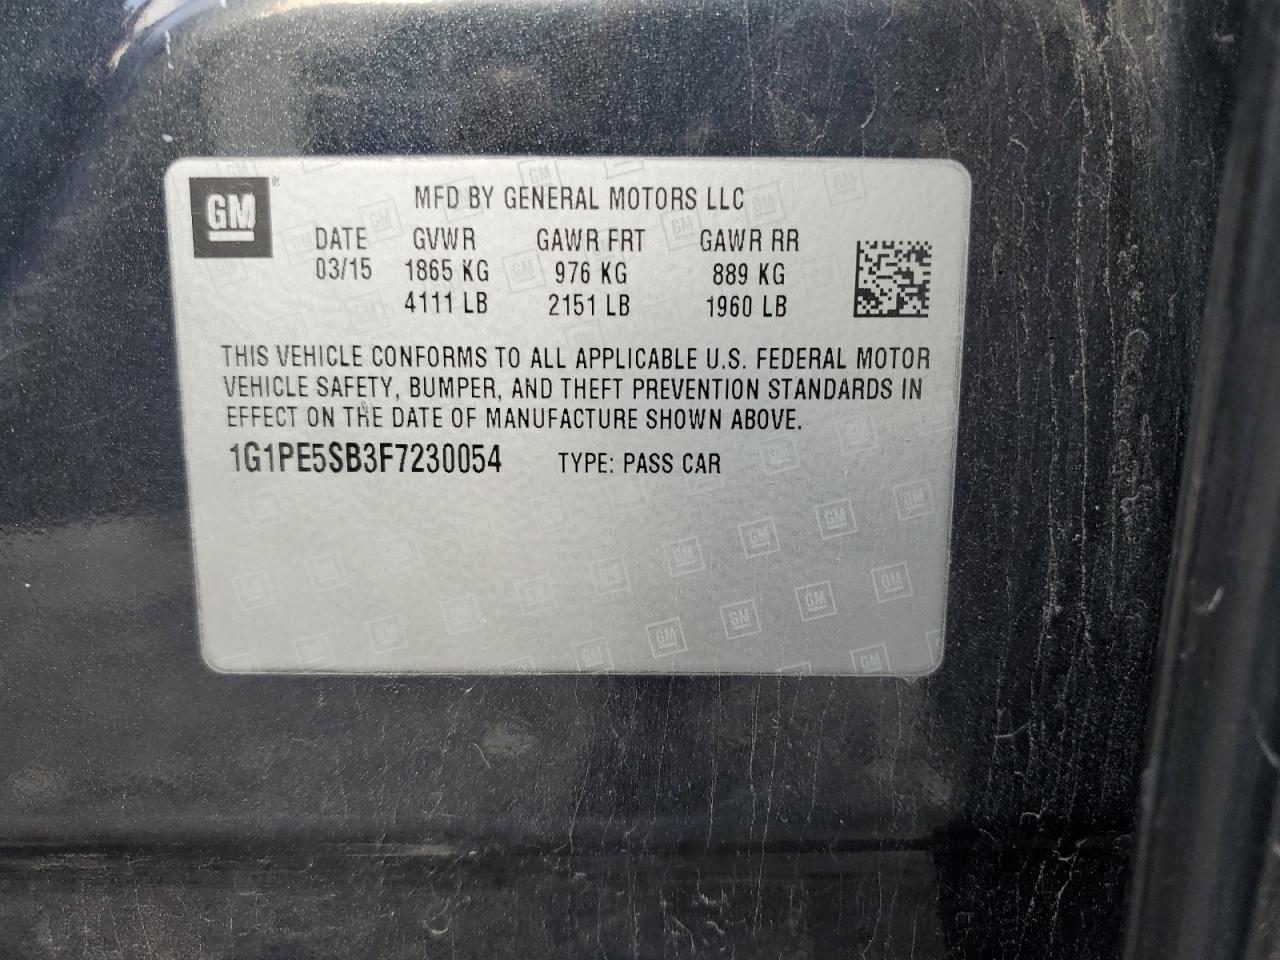 GM
MFD BY GENERAL MOTORS LLC
DATE GVWR GAWR FRT GAWR RR
03/15 1865 KG 976 KG 889 KG
4111 LB 2151 LB 1960 LB
THIS VEHICLE CONFORMS TO ALL APPLICABLE U.S. FEDERAL MOTOR
VEHICLE SAFETY, BUMPER, AND THEFT PREVENTION STANDARDS IN
EFFECT ON THE DATE OF MANUFACTURE SHOWN ABOVE.
1G1PE5SB3F7230054 TYPE: PASS CAR